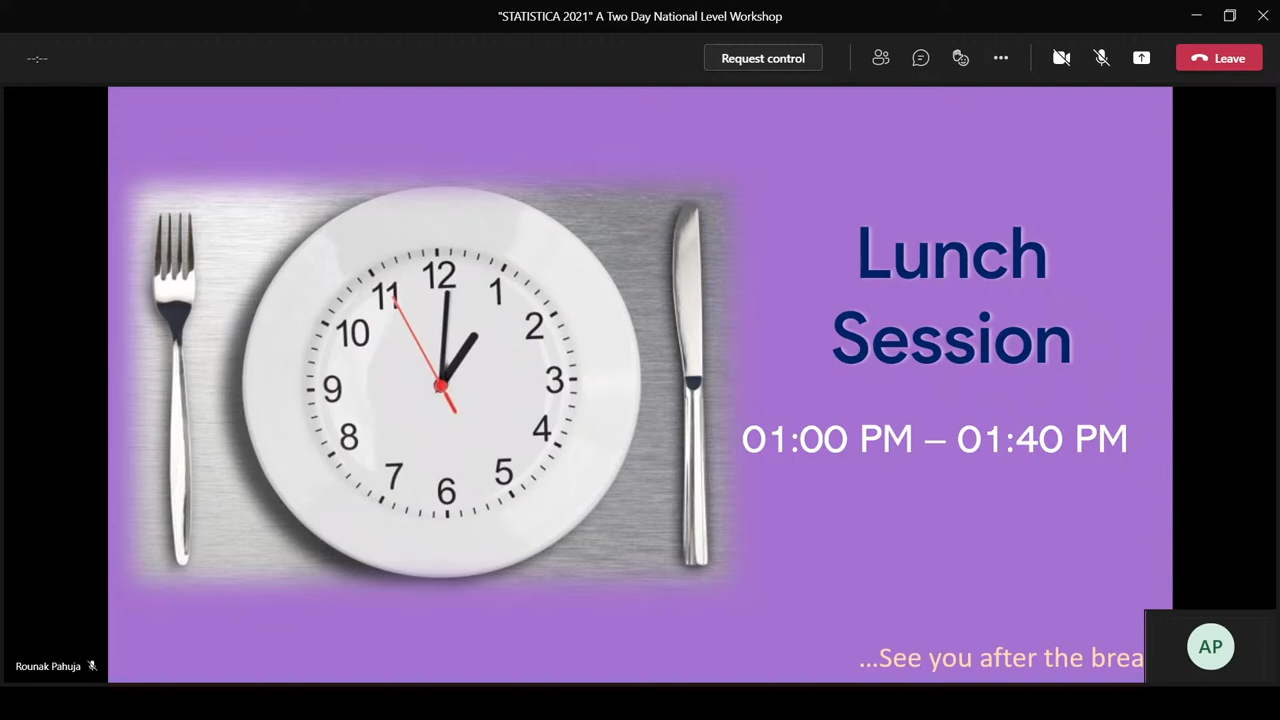 "STATISTICA 2021" A Two Day National Level Workshop
--:--
Request control
Leave
12
11
1
10
2
9
3
8
4
7
5
6
Lunch
Session
01:00 PM – 01:40 PM
...See you after the brea
Rounak Pahuja
AP